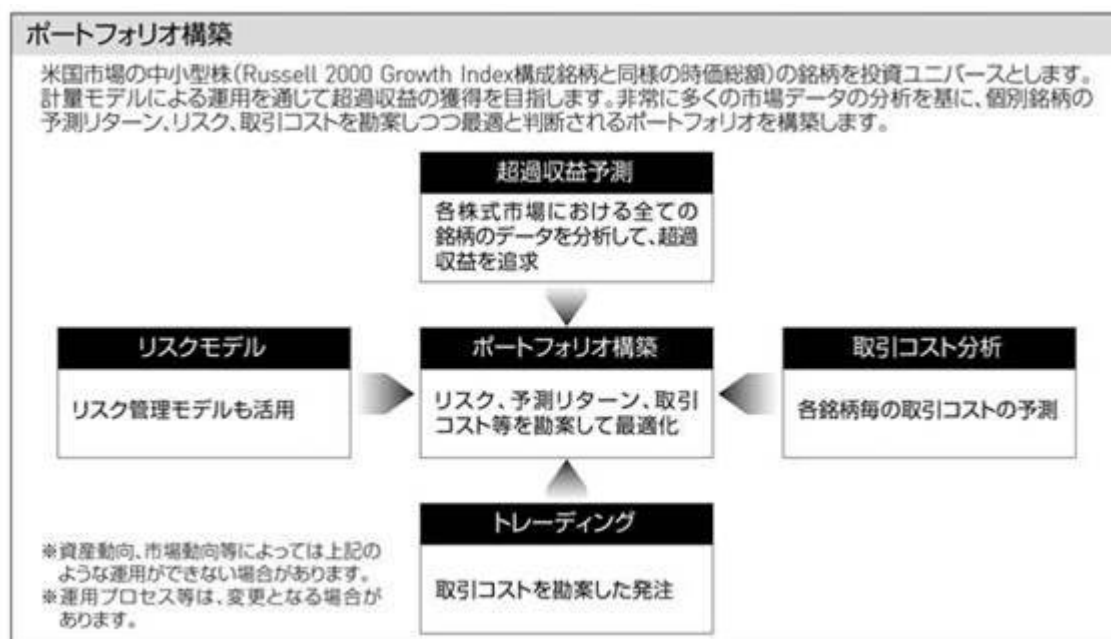 ポートフォリオ構築
米国市場の中小型株(Russell 2000 Growth Index構成銘柄と同様の時価総額)の銘柄を投資ユニバースとします。
計量モデルによる運用を通じて超過収益の獲得を目指します。非常に多くの市場データの分析を基に、個別銘柄の
予測リターン、リスク、取引コストを勘案しつつ最適と判断されるポートフォリオを構築します。
超過収益予測
各株式市場における全ての
銘柄のデータを分析して、超過
収益を追求
リスクモデル
リスク管理モデルも活用
ポートフォリオ構築
リスク、予測リターン、取引
コスト等を勘案して最適化
取引コスト分析
各銘柄毎の取引コストの予測
トレーディング
取引コストを勘案した発注
※資産動向、市場動向等によっては上記の
ような運用ができない場合があります。
※運用プロセス等は、変更となる場合が
あります。